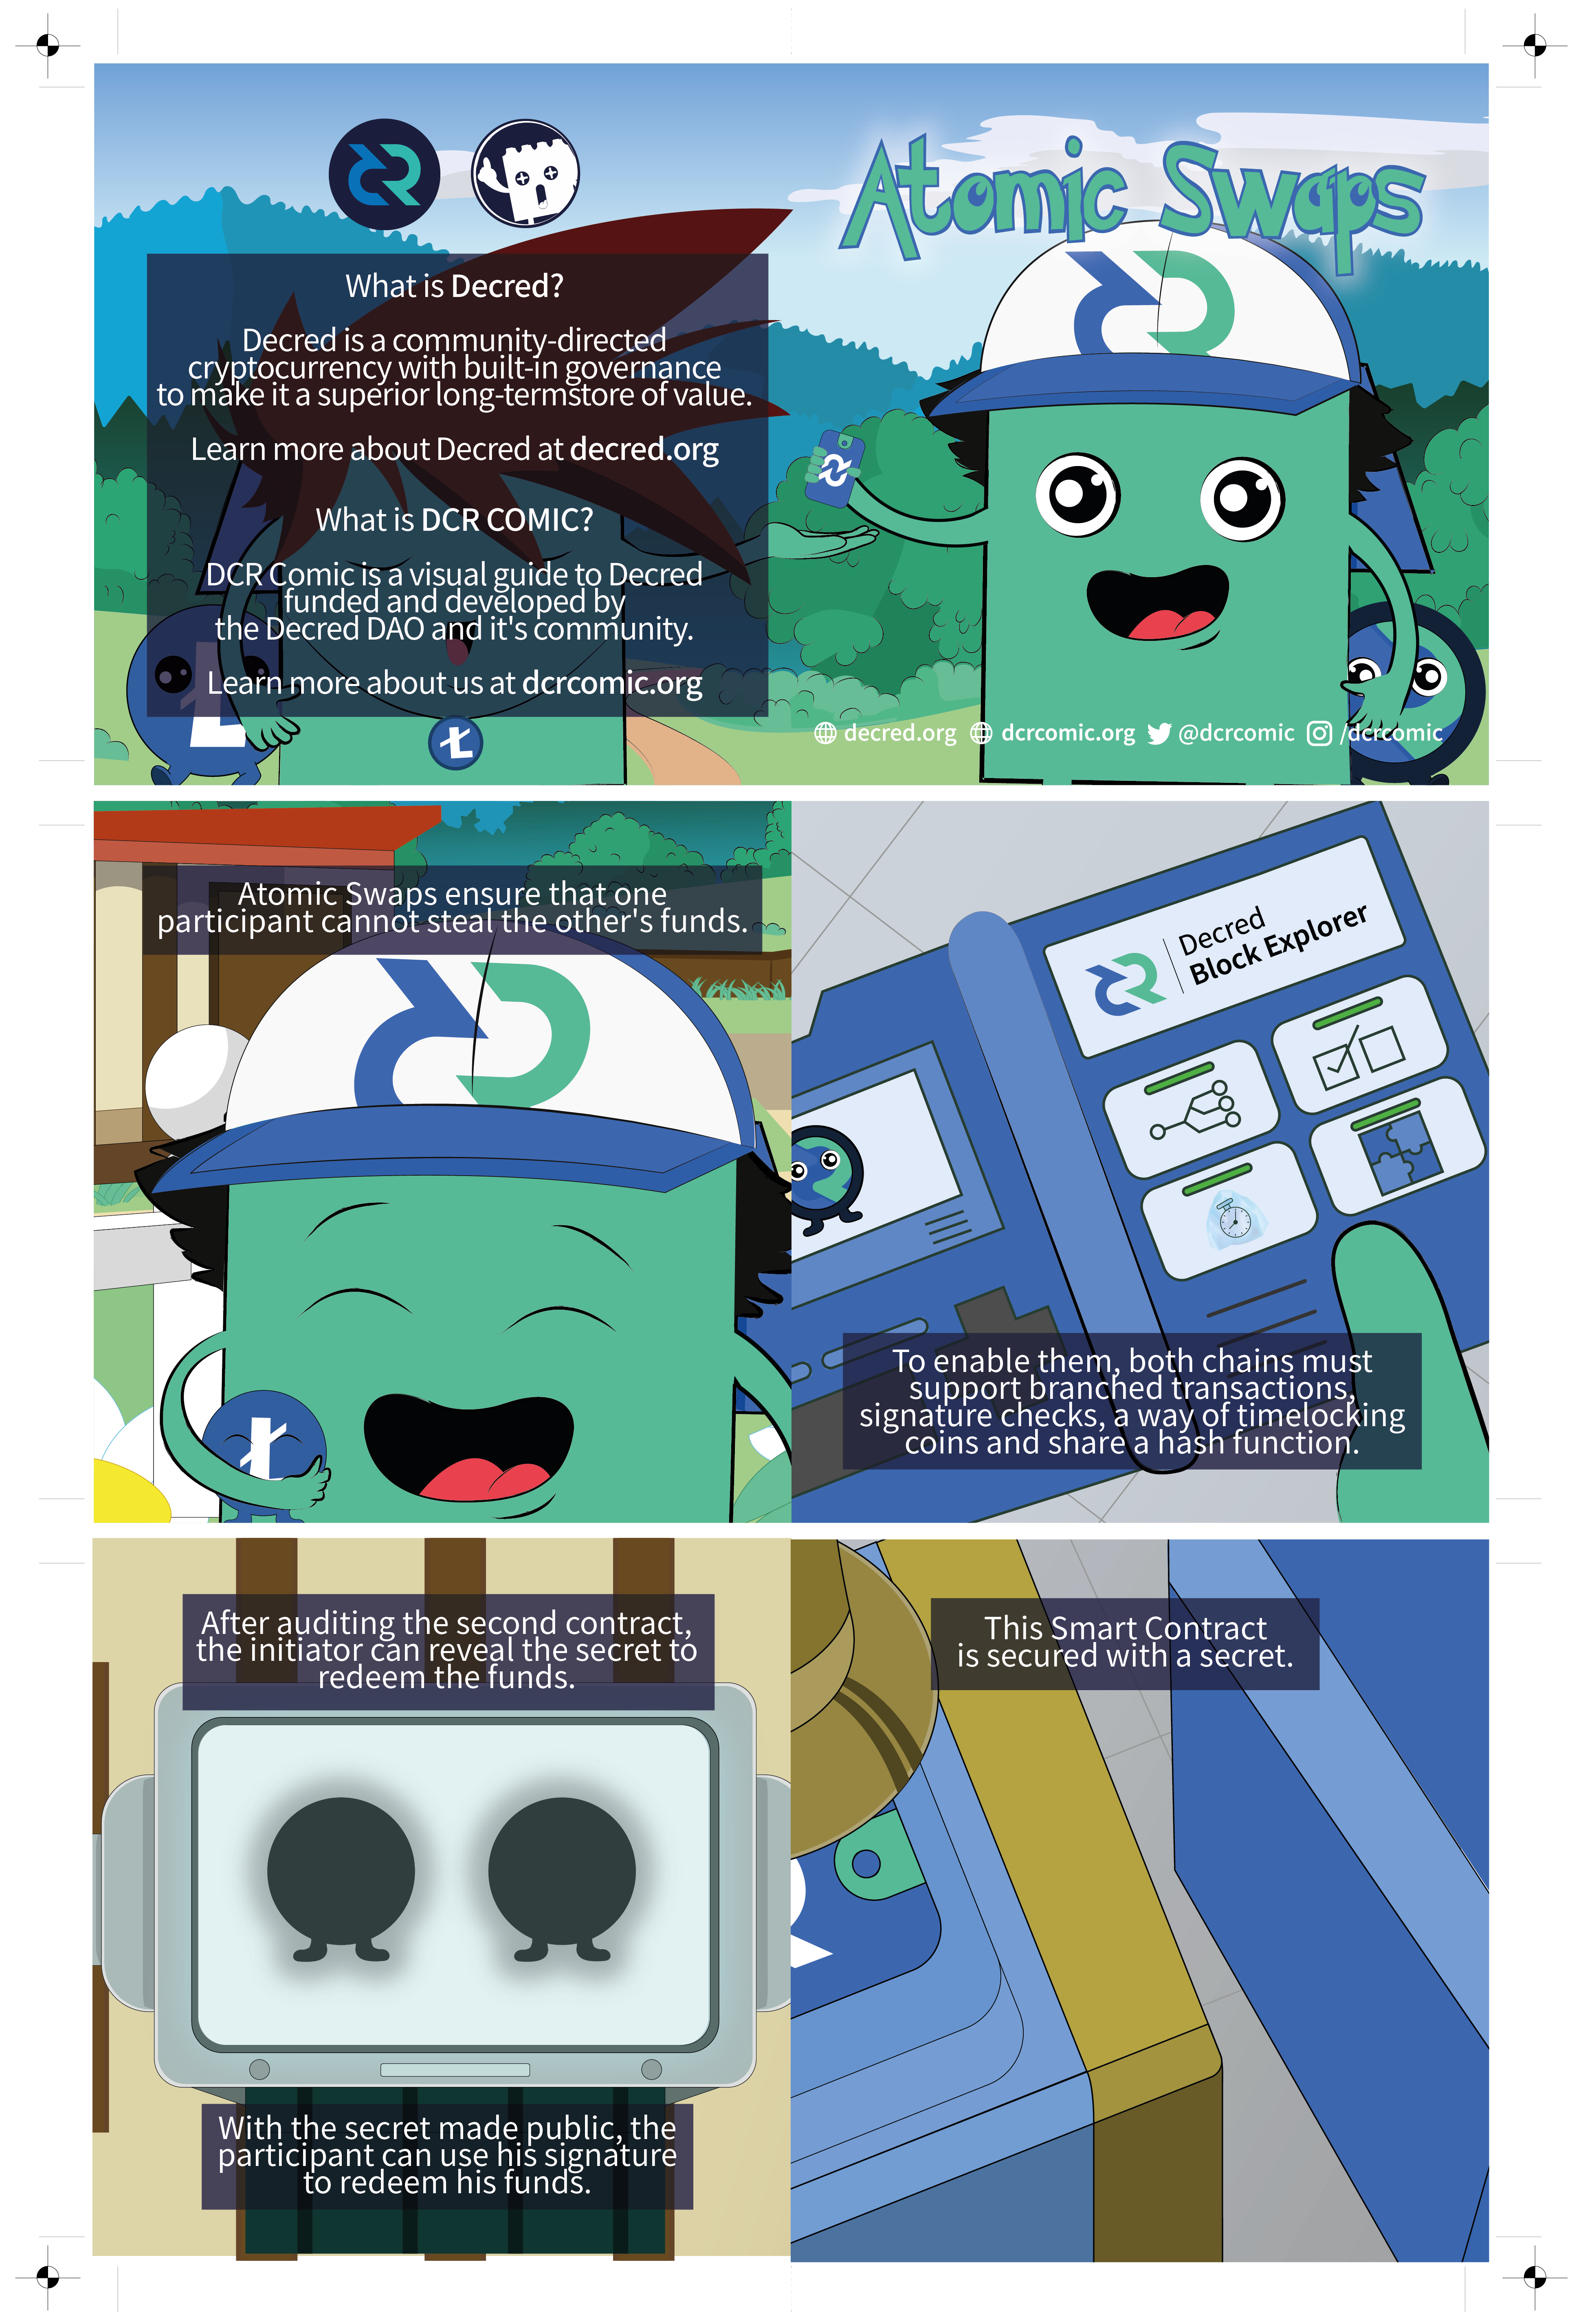 What is Decred?
Decred is a community-directed
cryptocurrency with built-in governance
to make it a superior long-termstore of value.
Learn more about Decred at decred.org
What is DCR COMIC?
DCR Comic is a visual guide to Decred
funded and developed by
the Decred DAO and it's community.
Learn more about us at dcrcomic.org
Atomic Swaps
decred.org dcrcomic.org @dcrcomic /dcrcomic
Atomic Swaps ensure that one
participant cannot steal the other's funds.
Decred
Block Explorer
To enable them, both chains must
support branched transactions,
signature checks, a way of timelocking
coins and share a hash function.
After auditing the second contract,
the initiator can reveal the secret to
redeem the funds.
With the secret made public, the
participant can use his signature
to redeem his funds.
This Smart Contract
is secured with a secret.